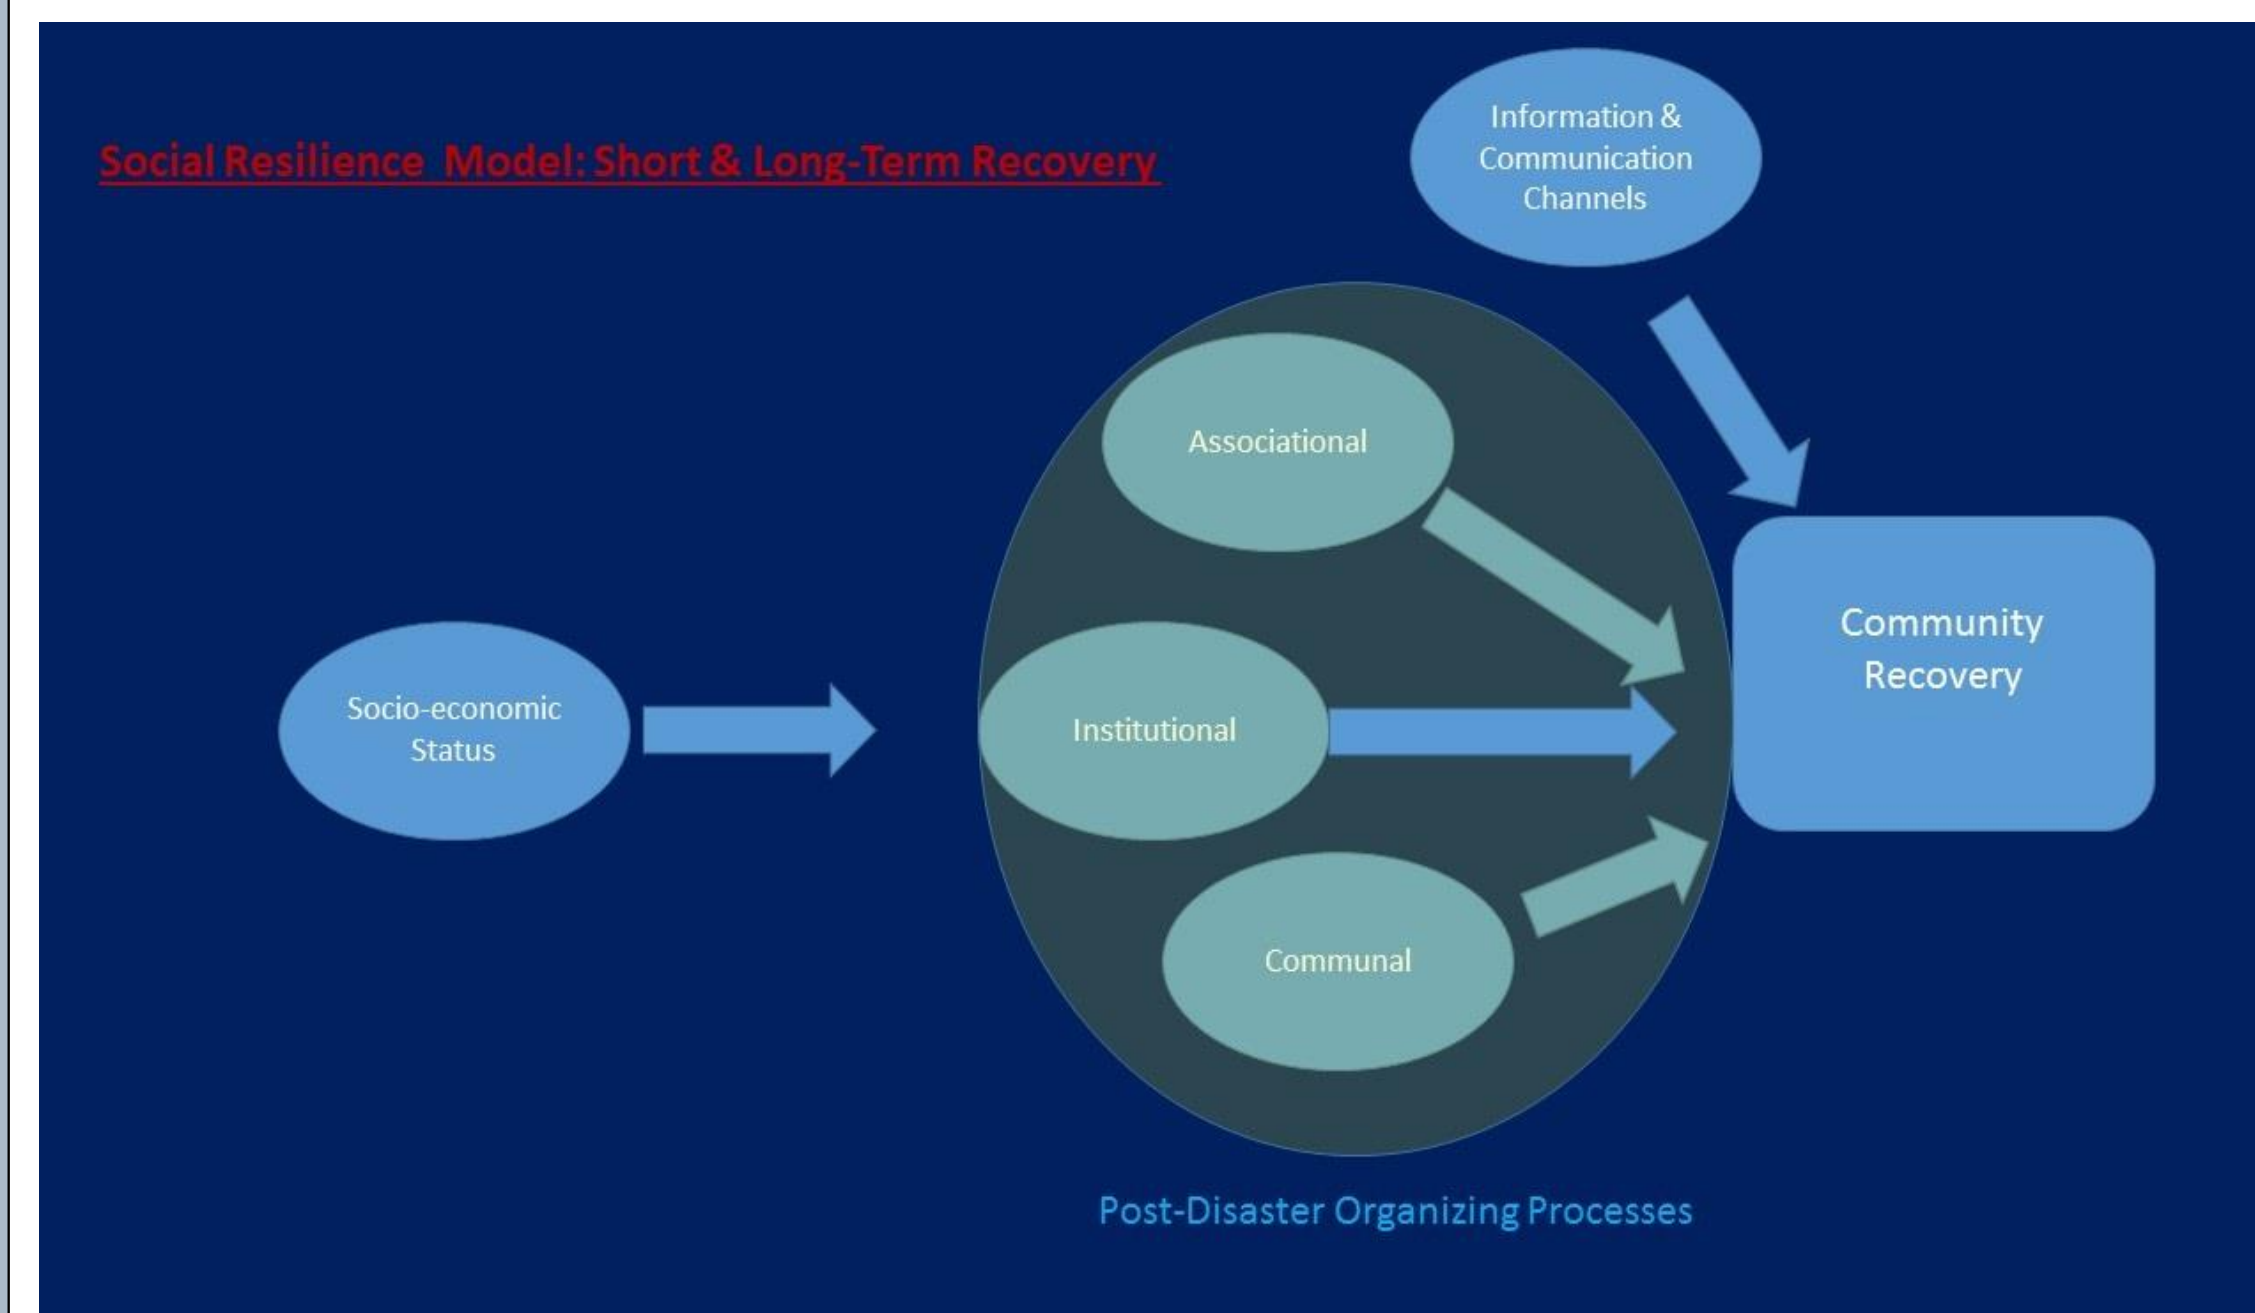 Social Resilience Model: Short & Long-Term Recovery
Information &
Communication
Channels
Associational
Socio-economic
Status
Institutional
Communal
Community
Recovery
Post-Disaster Organizing Processes